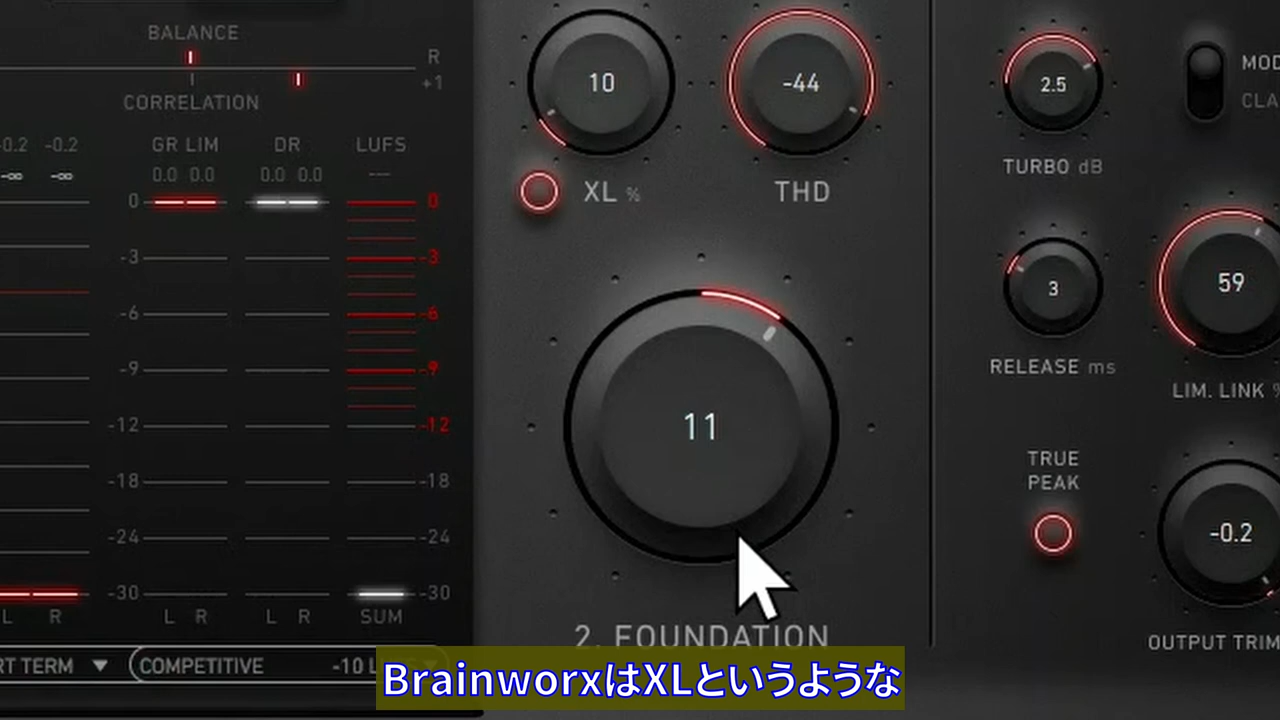 BALANCE
R
+1
CORRELATION
-0.2 -0.2
GR LIM
DR
LUFS
-∞ -∞
0.0 0.0
0.0 0.0
---
0
0
-3
-3
-6
-6
-9
-9
-12
-12
-18
-18
-24
-24
-30
-30
L R
L R
L R
SUM
RT TERM
COMPETITIVE
-10 L
10
-44
XL %
THD
11
2. FOUNDATION
2.5
TURBO dB
MOD
CLA
3
RELEASE ms
59
LIM. LINK %
TRUE
PEAK
-0.2
OUTPUT TRIM
BrainworxはXLというような